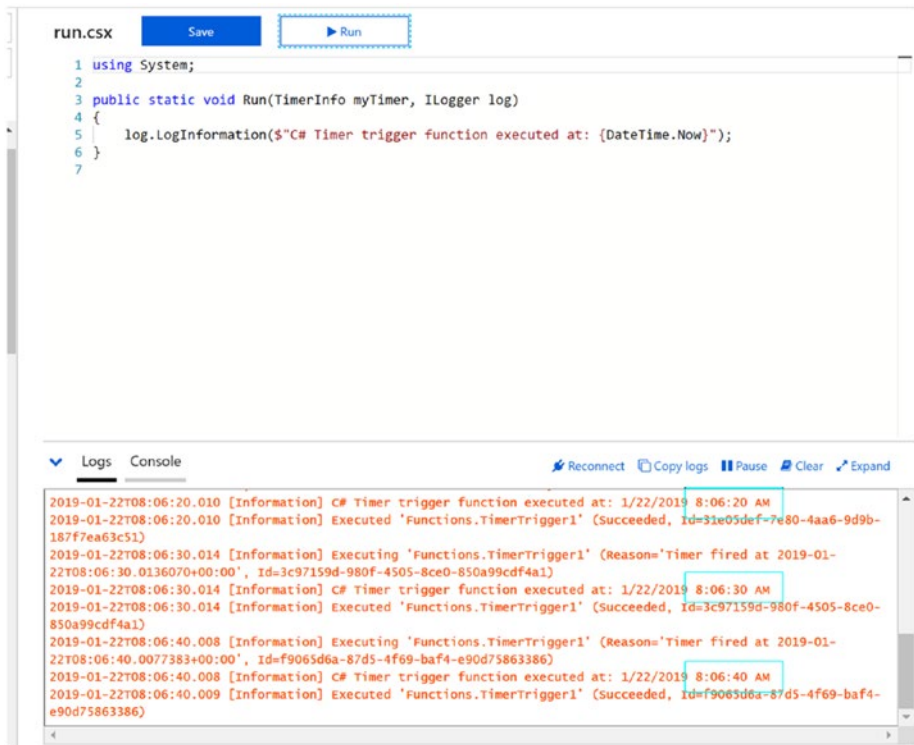 run.csx Save Run
1 using System;
2
3 public static void Run(TimerInfo myTimer, ILogger log)
4 {
5 log.LogInformation($"C# Timer trigger function executed at: {DateTime.Now}");
6 }
7
Logs Console Reconnect Copy logs Pause Clear Expand
2019-01-22T08:06:20.010 [Information] C# Timer trigger function executed at: 1/22/2019 8:06:20 AM
2019-01-22T08:06:20.010 [Information] Executed 'Functions.TimerTrigger1' (Succeeded, Id=31e05def-7e80-4aa6-9d9b-
187f7ea63c51)
2019-01-22T08:06:30.014 [Information] Executing 'Functions.TimerTrigger1' (Reason='Timer fired at 2019-01-
22T08:06:30.0136070+00:00', Id=3c97159d-980f-4505-8ce0-850a99cdf4a1)
2019-01-22T08:06:30.014 [Information] C# Timer trigger function executed at: 1/22/2019 8:06:30 AM
2019-01-22T08:06:30.014 [Information] Executed 'Functions.TimerTrigger1' (Succeeded, Id=3c97159d-980f-4505-8ce0-
850a99cdf4a1)
2019-01-22T08:06:40.008 [Information] Executing 'Functions.TimerTrigger1' (Reason='Timer fired at 2019-01-
22T08:06:40.0077383+00:00', Id=f9065d6a-87d5-4f69-baf4-e90d75863386)
2019-01-22T08:06:40.008 [Information] C# Timer trigger function executed at: 1/22/2019 8:06:40 AM
2019-01-22T08:06:40.009 [Information] Executed 'Functions.TimerTrigger1' (Succeeded, Id=f9065d6a-87d5-4f69-baf4-
e90d75863386)